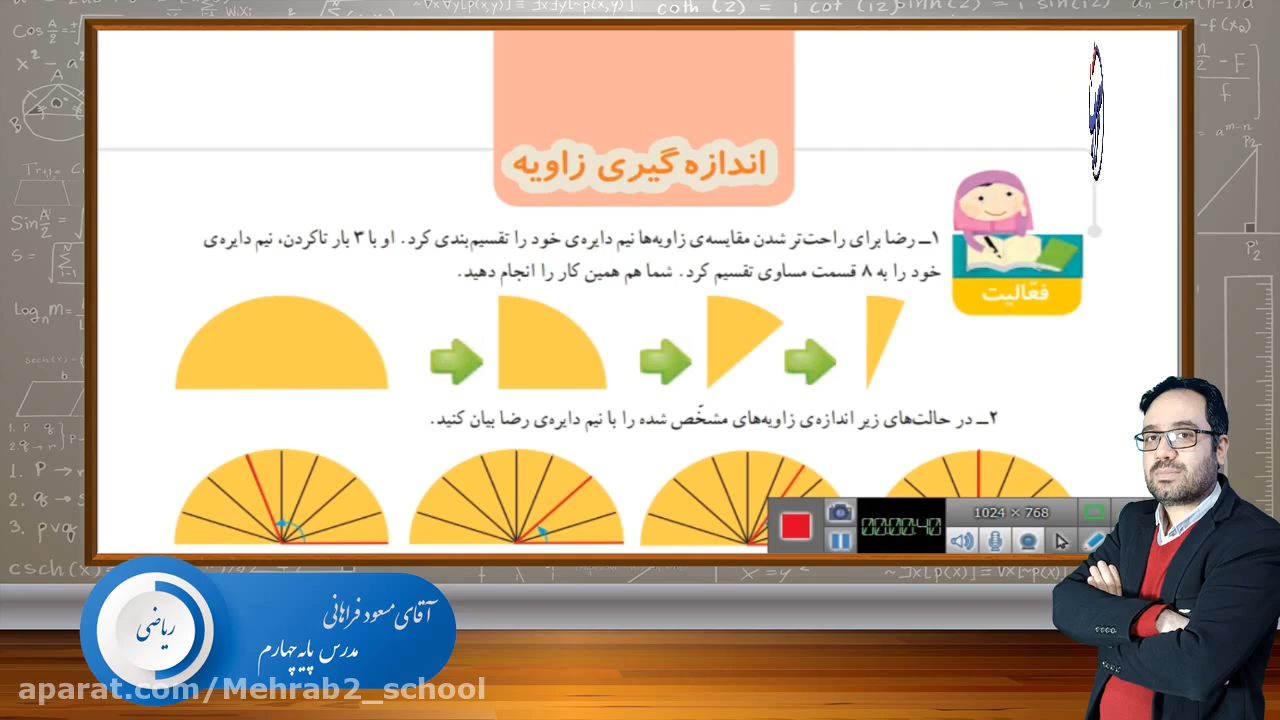 اندازه گیری زاویه
۱ــ رضا برای راحت‌تر شدن مقایسه‌ی زاویه‌ها نیم دایره‌ی خود را تقسیم‌بندی کرد. او با ۳ بار تاکردن، نیم دایره‌ی
خود را به ۸ قسمت مساوی تقسیم کرد. شما هم همین کار را انجام دهید.
فعّالیت
۲ــ در حالت‌های زیر اندازه‌ی زاویه‌های مشخّص شده را با نیم دایره‌ی رضا بیان کنید.
00:00:40
1024 × 768
آقای مسعود فراهانی
مدرس پایه چهارم
ریاضی
aparat.com/Mehrab2_school